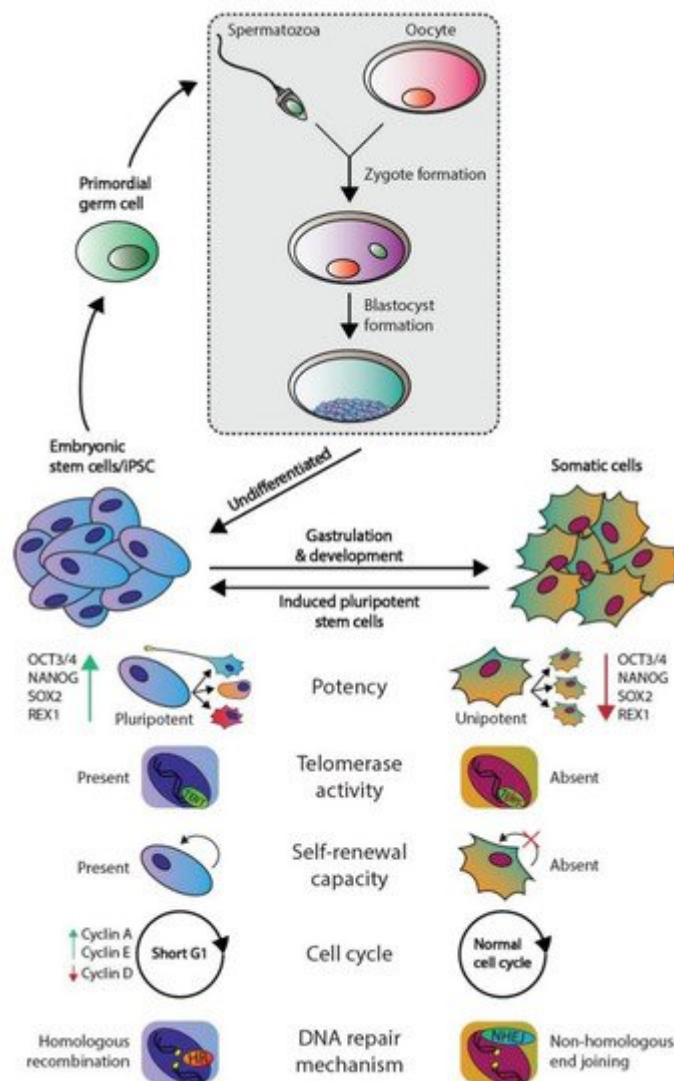 Spermatozoa
Oocyte
Zygote formation
Primordial
germ cell
Blastocyst
formation
Embryonic
stem cells/iPSC
Undifferentiated
Somatic cells
Gastrulation
& development
Induced pluripotent
stem cells
OCT3/4
NANOG
SOX2
REX1
Pluripotent
Potency
Unipotent
OCT3/4
NANOG
SOX2
REX1
Present
Telomerase
activity
Absent
Present
Self-renewal
capacity
Absent
Cyclin A
Cyclin E
Cyclin D
Short G1
Cell cycle
Normal
cell cycle
Homologous
recombination
HR
DNA repair
mechanism
NHEJ
Non-homologous
end joining